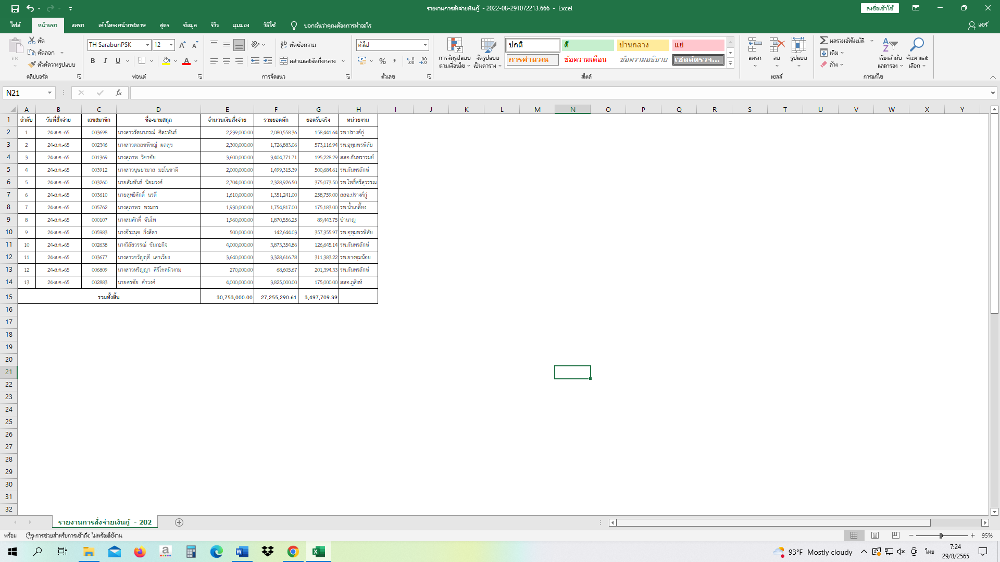 รายงานการสั่งจ่ายเงินกู้ - 2022-08-29T072213.666 - Excel
ลงชื่อเข้าใช้
ไฟล์ หน้าแรก แทรก เค้าโครงหน้ากระดาษ สูตร ข้อมูล รีวิว มุมมอง วิธีใช้ บอกฉันว่าคุณต้องการทำอะไร แชร์
วาง ตัด คัดลอก ตัวคัดวางรูปแบบ
TH SarabunPSK 12 ตัดข้อความ ผสานและจัดกึ่งกลาง ทั่วไป
การจัดรูปแบบตามเงื่อนไข จัดรูปแบบเป็นตาราง
ปกติ ดี ปานกลาง แย่
การคำนวณ ข้อความเตือน ข้อความอธิบาย เซลล์ตรวจ...
แทรก ลบ รูปแบบ ผลรวมอัตโนมัติ เติม ล้าง เรียงลำดับและกรอง ค้นหาและเลือก
คลิปบอร์ด ฟอนต์ การจัดแนว ตัวเลข สไตล์ เซลล์ การแก้ไข
N21
A B C D E F G H I J K L M N O P Q R S T U V W X Y
1 ลำดับ วันที่สั่งจ่าย เลขสมาชิก ชื่อ-นามสกุล จำนวนเงินสั่งจ่าย รวมยอดหัก ยอดรับจริง หน่วยงาน
2 1 24-ส.ค.-65 003698 นางสาวรัตนาภรณ์ ศิละพันธ์ 2,239,000.00 2,080,558.36 158,441.64 รพ.ปรางค์กู่
3 2 24-ส.ค.-65 002346 นางสาวดลลชพิชญ์ ผลสุข 2,300,000.00 1,726,883.06 573,116.94 รพ.อุทุมพรพิสัย
4 3 24-ส.ค.-65 001369 นางสุภาพ วิชาชัย 3,600,000.00 3,404,771.71 195,228.29 สสอ.กันทรารมย์
5 4 24-ส.ค.-65 003912 นางสาวบุษยามาส มะโนชาติ 2,000,000.00 1,499,315.39 500,684.61 รพ.กันทรลักษ์
6 5 24-ส.ค.-65 003260 นายสัมพันธ์ นิยมวงศ์ 2,704,000.00 2,328,926.50 375,073.50 รพ.โพธิ์ศรีสุวรรณ
7 6 24-ส.ค.-65 003610 นายสุทธิศักดิ์ นรดี 1,610,000.00 1,351,241.00 258,759.00 สสอ.ปรางค์กู่
8 7 24-ส.ค.-65 005762 นางสุภาพร พรมธร 1,930,000.00 1,754,817.00 175,183.00 รพ.น้ำเกลี้ยง
9 8 24-ส.ค.-65 000107 นางสมศักดิ์ จันโท 1,960,000.00 1,870,556.25 89,443.75 บำนาญ
10 9 24-ส.ค.-65 005983 นางจีระนุช กิ่งสีดา 500,000.00 142,644.03 357,355.97 รพ.อุทุมพรพิสัย
11 10 24-ส.ค.-65 002638 นางวิลัยวรรณ์ ขัมภะกิจ 4,000,000.00 3,873,354.86 126,645.14 รพ.กันทรลักษ์
12 11 24-ส.ค.-65 003677 นางสาวขวัญฤดี เสาเวียง 3,640,000.00 3,328,616.78 311,383.22 รพ.ยางชุมน้อย
13 12 24-ส.ค.-65 006809 นางสาวหริญญา ศิริโชคผิวงาม 270,000.00 68,605.67 201,394.33 รพ.กันทรลักษ์
14 13 24-ส.ค.-65 002883 นายศรชัย คำวงศ์ 4,000,000.00 3,825,000.00 175,000.00 สสอ.ภูสิงห์
15 รวมทั้งสิ้น 30,753,000.00 27,255,290.61 3,497,709.39
16
17
18
19
20
21
22
23
24
25
26
27
28
29
30
31
32
รายงานการสั่งจ่ายเงินกู้ - 202
พร้อม การช่วยสำหรับการเข้าถึง: ไม่พร้อมใช้งาน 95%
93°F Mostly cloudy ไทย 7:24
29/8/2565